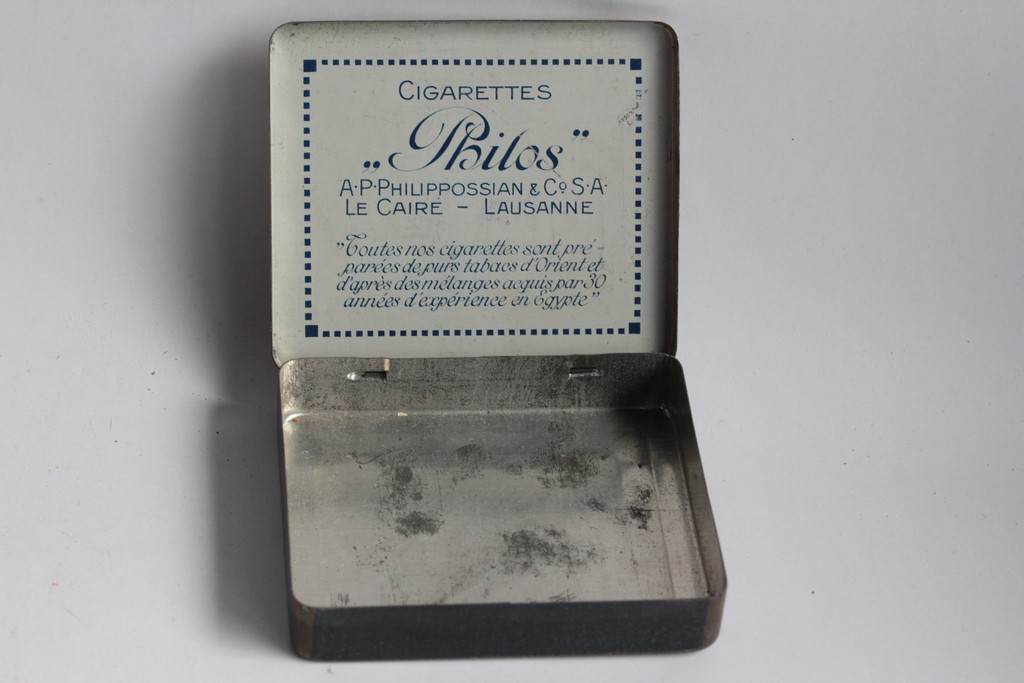 CIGARETTES
„Philos"
A·P·PHILIPPOSSIAN & Cº S·A·
LE CAIRE – LAUSANNE
"Toutes nos cigarettes sont pré-
parées de purs tabacs d'Orient et
d'après des mélanges acquis par 30
années d'expérience en Egypte"